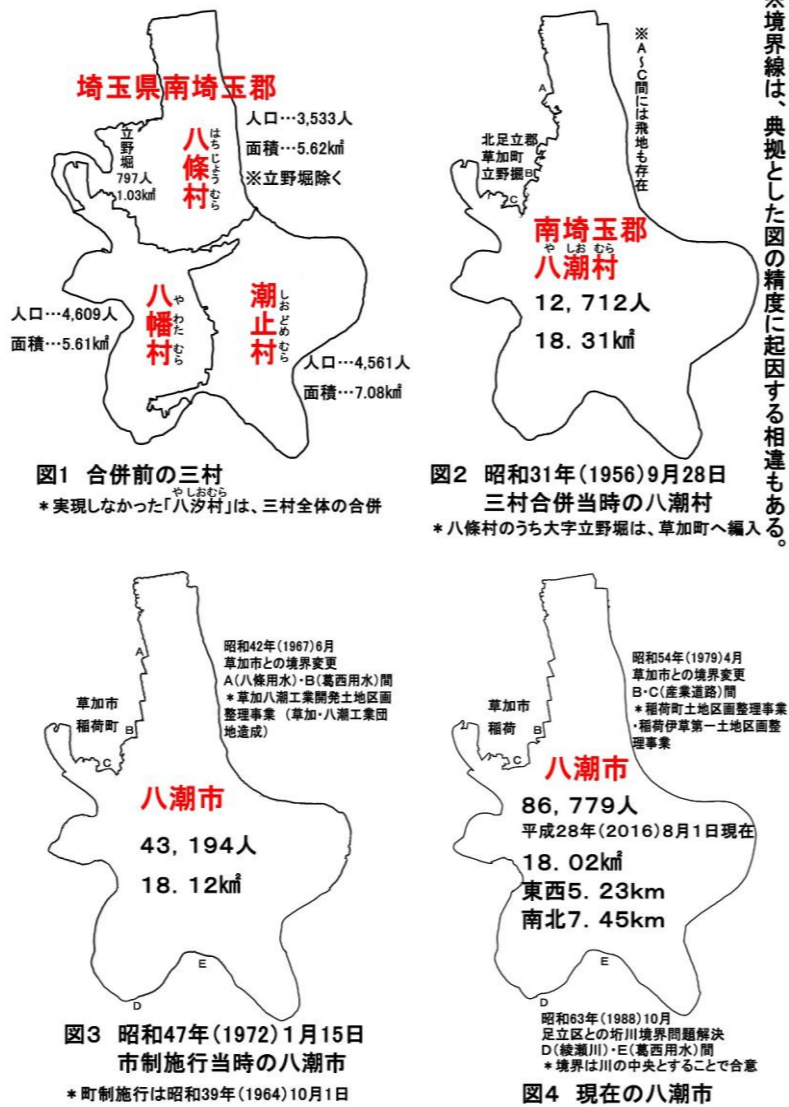 ※境界線は、典拠とした図の精度に起因する相違もある。
埼玉県南埼玉郡
人口…3,533人
面積…5.62k㎡
※立野堀除く
立野堀
797人
1.03k㎡
八條村
はちじょうむら
八幡村
やわたむら
人口…4,609人
面積…5.61k㎡
潮止村
しおどめむら
人口…4,561人
面積…7.08k㎡
図1 合併前の三村
やしおむら
*実現しなかった「八汐村」は、三村全体の合併
※A~C間には飛地も存在
A
北足立郡
草加町
立野掘B
C
南埼玉郡
やしおむら
八潮村
12,712人
18.31k㎡
図2 昭和31年(1956)9月28日
三村合併当時の八潮村
*八條村のうち大字立野堀は、草加町へ編入
昭和42年(1967)6月
草加市との境界変更
A(八條用水)・B(葛西用水)間
*草加八潮工業開発土地区画
整理事業 (草加・八潮工業団
地造成)
A
草加市
稲荷町 B
C
八潮市
43,194人
18.12k㎡
E
D
図3 昭和47年(1972)1月15日
市制施行当時の八潮市
*町制施行は昭和39年(1964)10月1日
昭和54年(1979)4月
草加市との境界変更
B・C(産業道路)間
*稲荷町土地区画整理事業
・稲荷伊草第一土地区画整
理事業
草加市
稲荷 B
C
八潮市
86,779人
平成28年(2016)8月1日現在
18.02k㎡
東西5.23km
南北7.45km
E
D
昭和63年(1988)10月
足立区との垳川境界問題解決
D(綾瀬川)・E(葛西用水)間
*境界は川の中央とすることで合意
図4 現在の八潮市